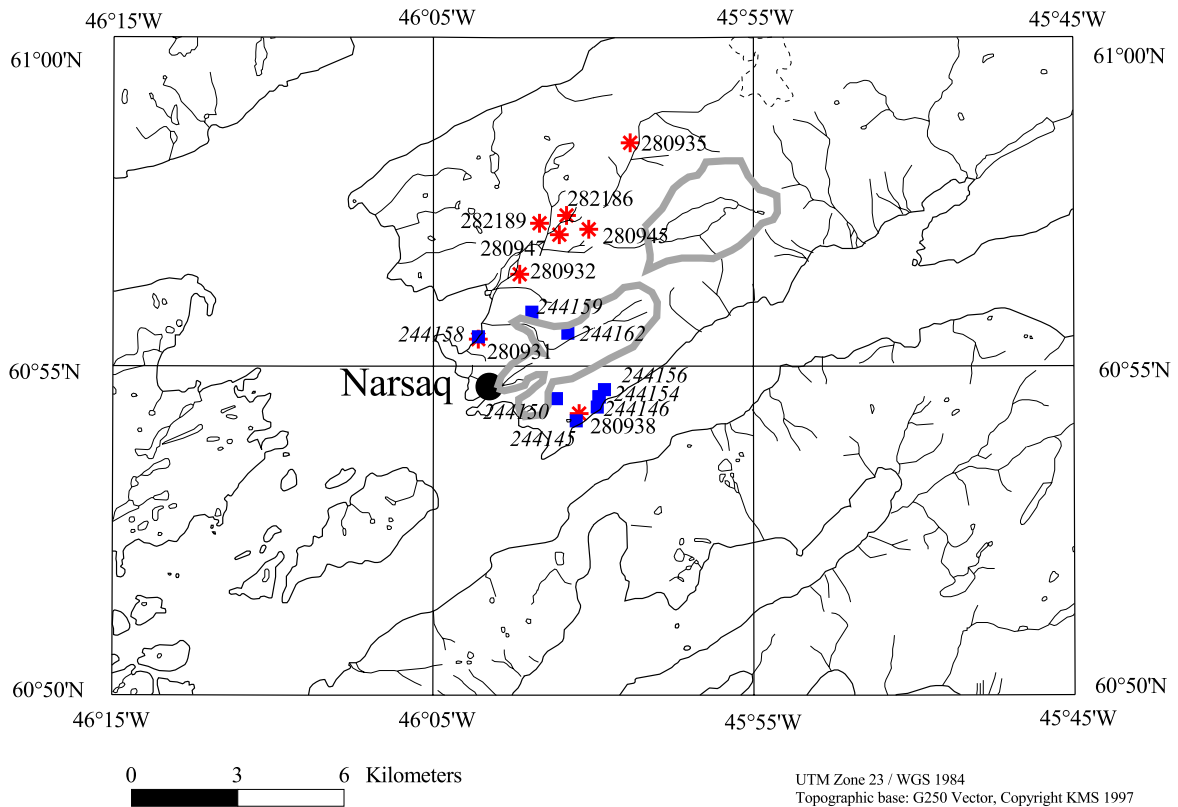 46°15'W 46°05'W 45°55'W 45°45'W
61°00'N 61°00'N
280935
282186
282189
280945
280947
280932
244159
244158 244162
280931
60°55'N 60°55'N
Narsaq
244156
244154
244150 244146
280938
244145
60°50'N 60°50'N
46°15'W 46°05'W 45°55'W 45°45'W
0 3 6 Kilometers
UTM Zone 23 / WGS 1984
Topographic base: G250 Vector, Copyright KMS 1997